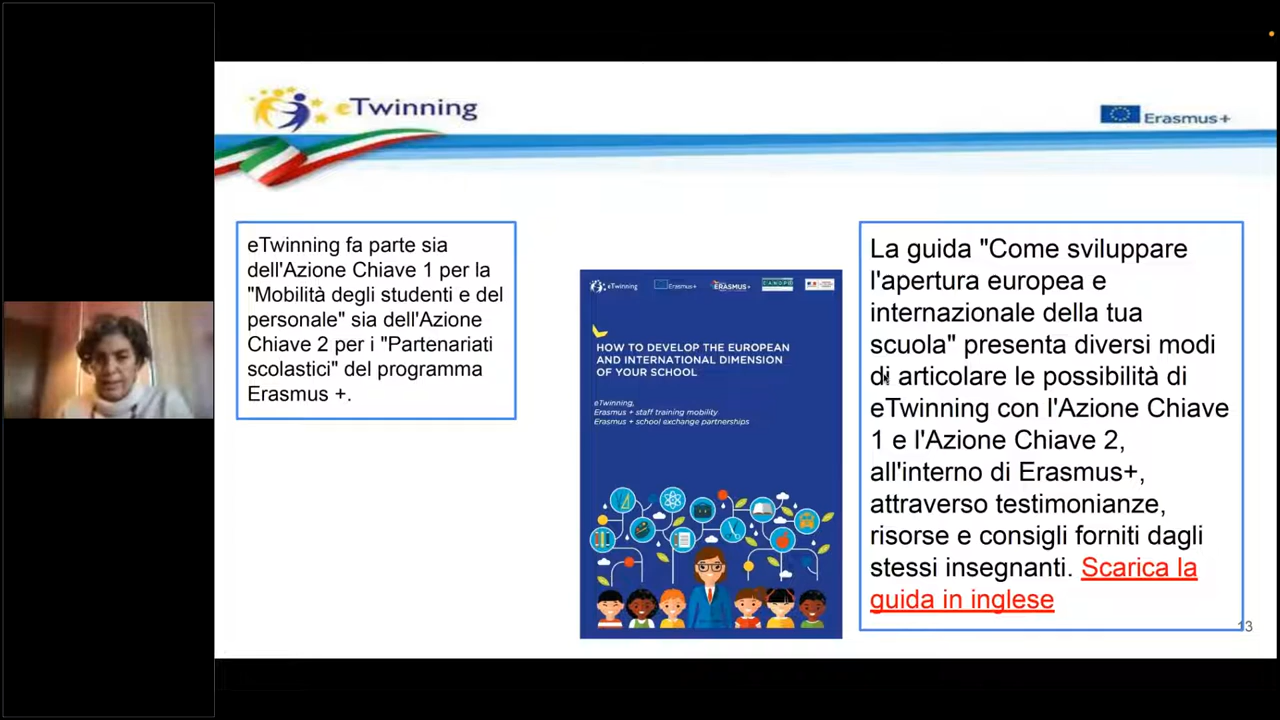 eTwinning
Erasmus+
eTwinning fa parte sia
dell'Azione Chiave 1 per la
"Mobilità degli studenti e del
personale" sia dell'Azione
Chiave 2 per i "Partenariati
scolastici" del programma
Erasmus +.
eTwinning
Erasmus+
ERASMUS+
CANOPÉ
HOW TO DEVELOP THE EUROPEAN
AND INTERNATIONAL DIMENSION
OF YOUR SCHOOL
eTwinning,
Erasmus + staff training mobility
Erasmus + school exchange partnerships
La guida "Come sviluppare
l'apertura europea e
internazionale della tua
scuola" presenta diversi modi
di articolare le possibilità di
eTwinning con l'Azione Chiave
1 e l'Azione Chiave 2,
all'interno di Erasmus+,
attraverso testimonianze,
risorse e consigli forniti dagli
stessi insegnanti. Scarica la
guida in inglese
13